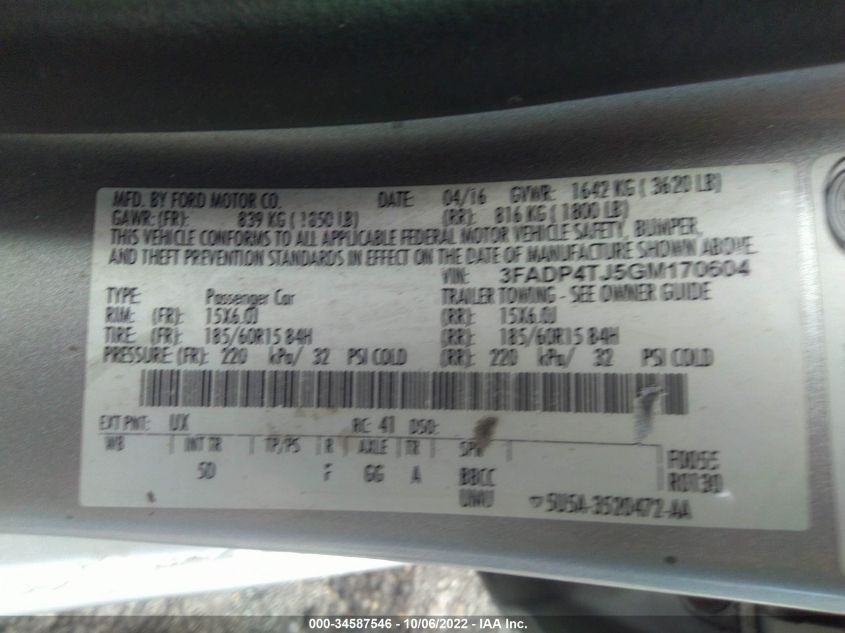 MFD. BY FORD MOTOR CO. DATE: 04/16 GVWR: 1642 KG ( 3620 LB)
GAWR: (FR): 839 KG ( 1850 LB) (RR): 816 KG ( 1800 LB)
THIS VEHICLE CONFORMS TO ALL APPLICABLE FEDERAL MOTOR VEHICLE SAFETY, BUMPER,
AND THEFT PREVENTION STANDARDS IN EFFECT ON THE DATE OF MANUFACTURE SHOWN ABOVE.
VIN: 3FADP4TJ5GM170604
TYPE: Passenger Car TRAILER TOWING - SEE OWNER GUIDE
RIM: (FR): 15X6.0J (RR): 15X6.0J
TIRE: (FR): 185/60R15 84H (RR): 185/60R15 84H
PRESSURE: (FR): 220 kPa/ 32 PSI COLD (RR): 220 kPa/ 32 PSI COLD
EXT PNT: UX RC: 41 DSO:
WB INT TR TP/PS R AXLE TR SPR
5D F GG A BBCC
UMU
F0055
R0130
5U5A-3520472-AA
000-34587546 - 10/06/2022 - IAA Inc.